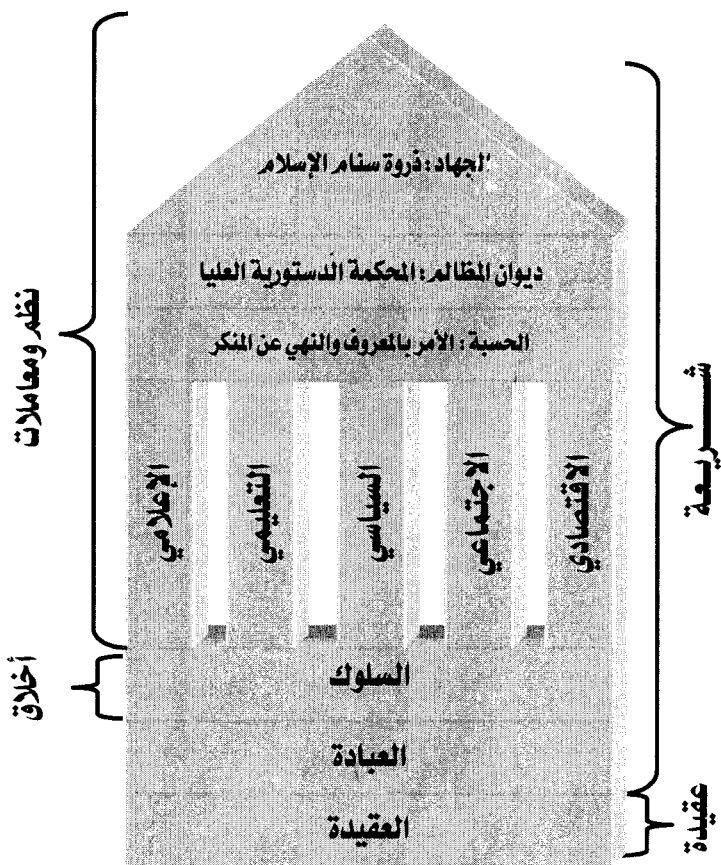 الجهاد: ذروة سنام الإسلام
ديوان المظالم: المحكمة الدستورية العليا
الحسبة: الأمر بالمعروف والنهي عن المنكر
الاقتصادي
الاجتماعي
السياسي
التعليمي
الإعلامي
السلوك
العبادة
العقيدة
شريعة
عقيدة
نظم ومعاملات
أخلاق